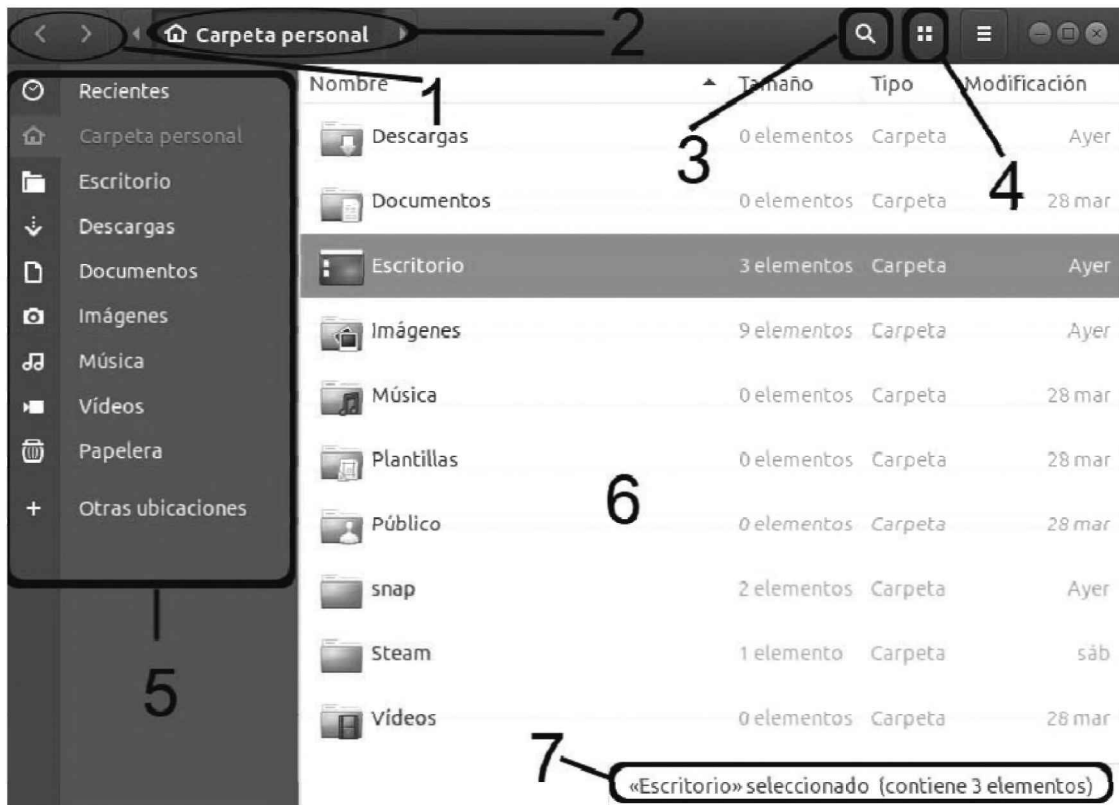 Carpeta personal
2
3
4
1
Recientes
Carpeta personal
Escritorio
Descargas
Documentos
Imágenes
Música
Vídeos
Papelera
Otras ubicaciones
5
Nombre Tamaño Tipo Modificación
Descargas 0 elementos Carpeta Ayer
Documentos 0 elementos Carpeta 28 mar
Escritorio 3 elementos Carpeta Ayer
Imágenes 9 elementos Carpeta Ayer
Música 0 elementos Carpeta 28 mar
Plantillas 0 elementos Carpeta 28 mar
6
Público 0 elementos Carpeta 28 mar
snap 2 elementos Carpeta Ayer
Steam 1 elemento Carpeta sáb
Vídeos 0 elementos Carpeta 28 mar
7
«Escritorio» seleccionado (contiene 3 elementos)